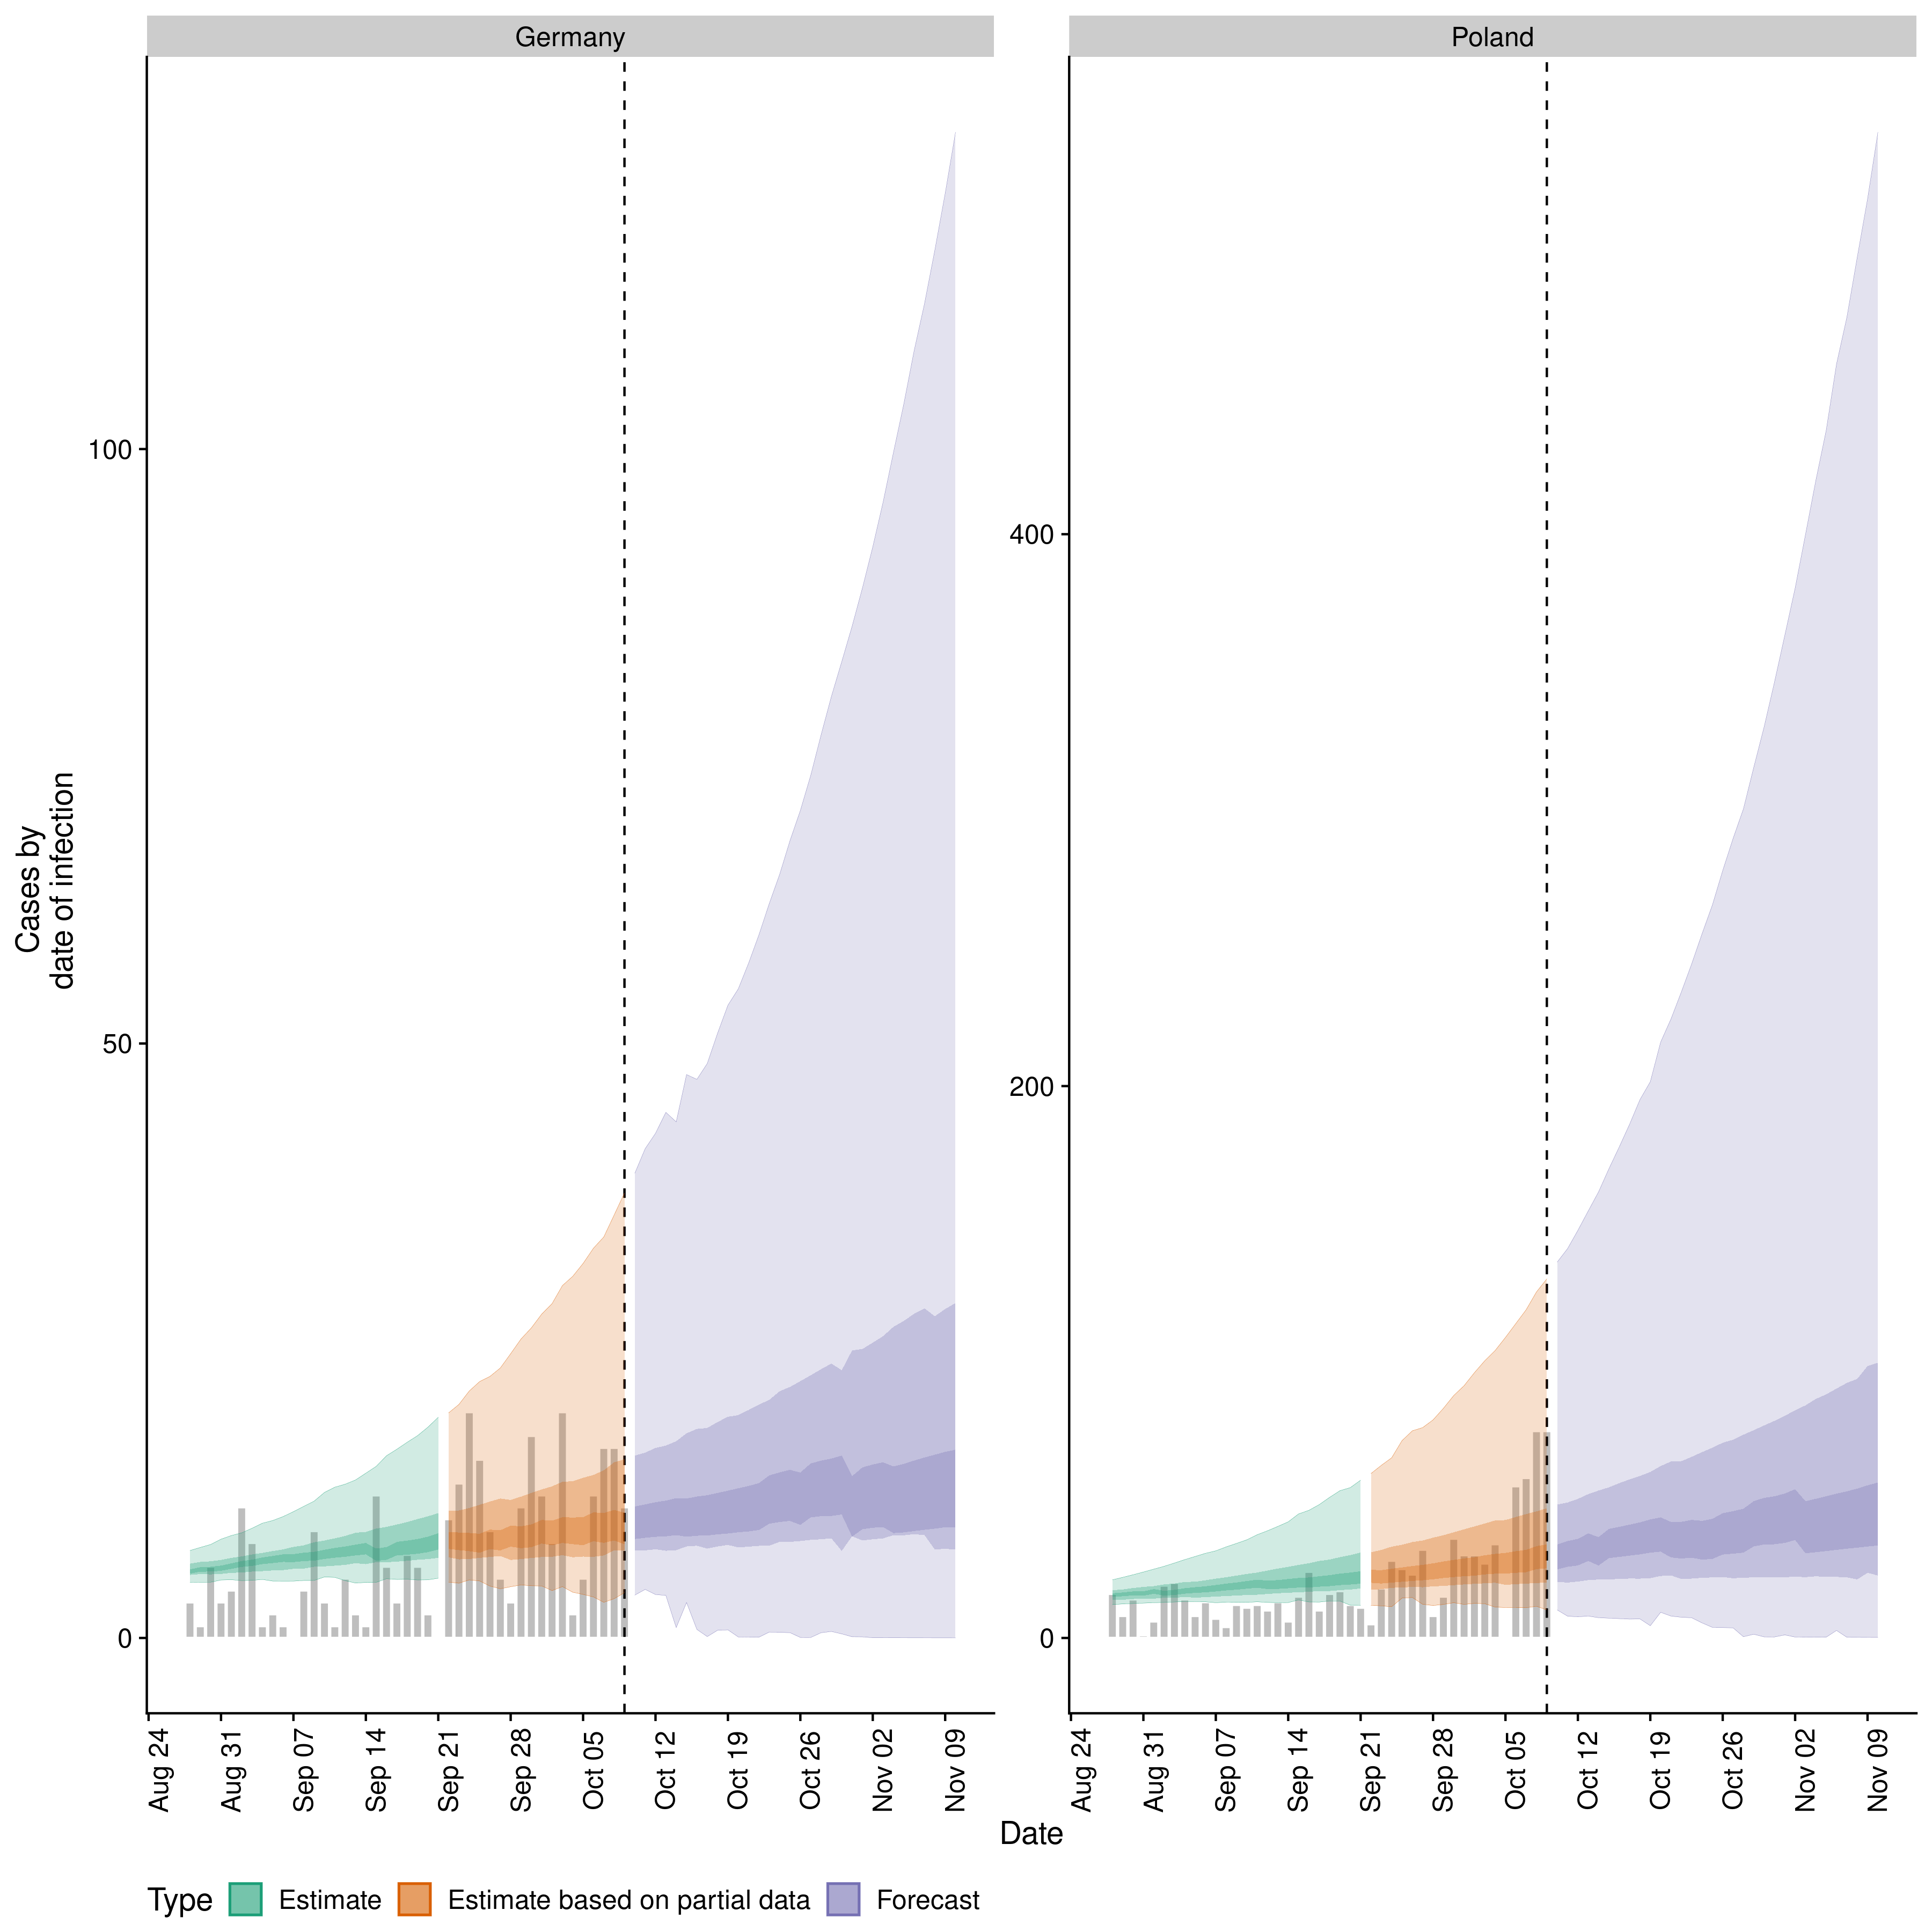 Germany
Poland
Cases by
date of infection
100
50
0
400
200
0
Aug 24
Aug 31
Sep 07
Sep 14
Sep 21
Sep 28
Oct 05
Oct 12
Oct 19
Oct 26
Nov 02
Nov 09
Aug 24
Aug 31
Sep 07
Sep 14
Sep 21
Sep 28
Oct 05
Oct 12
Oct 19
Oct 26
Nov 02
Nov 09
Date
Type Estimate Estimate based on partial data Forecast